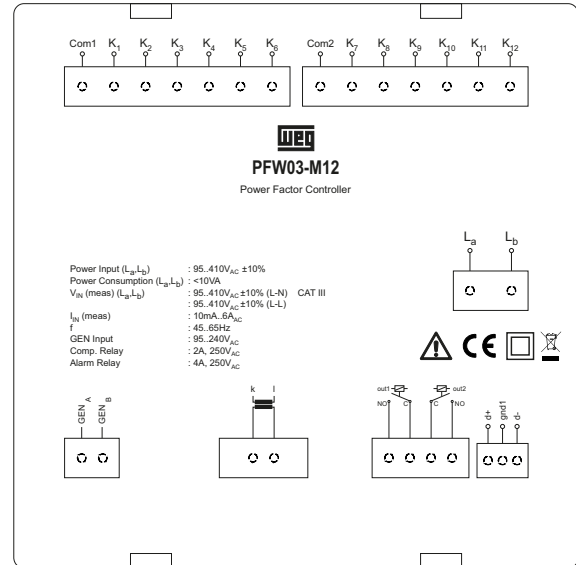 Com1 K1 K2 K3 K4 K5 K6 Com2 K7 K8 K9 K10 K11 K12
WEG
PFW03-M12
Power Factor Controller
La Lb
Power Input (La,Lb) : 95..410VAC ±10%
Power Consumption (La,Lb) : <10VA
VIN (meas) (La,Lb) : 95..410VAC ±10% (L-N) CAT III
: 95..410VAC ±10% (L-L)
IIN (meas) : 10mA..6AAC
f : 45..65Hz
GEN Input : 95..240VAC
Comp. Relay : 2A, 250VAC
Alarm Relay : 4A, 250VAC
CE
GEN A GEN B
k l
out1 out2
NO C C NO
d+ gnd1 d-